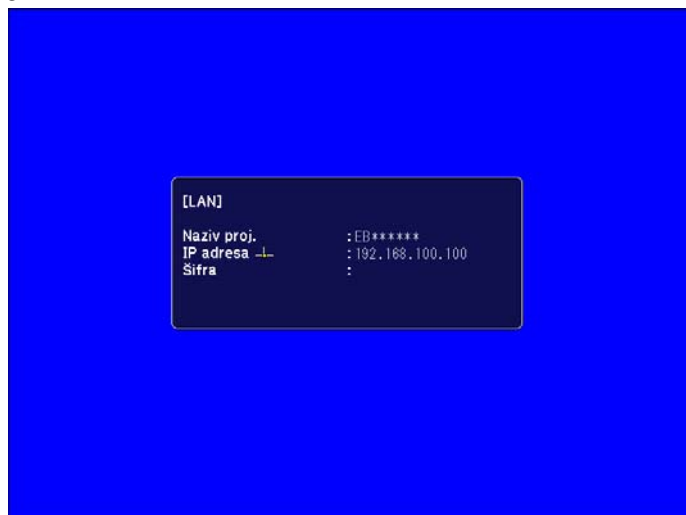 [LAN]
Naziv proj. :EB******
IP adresa :192.168.100.100
Šifra :